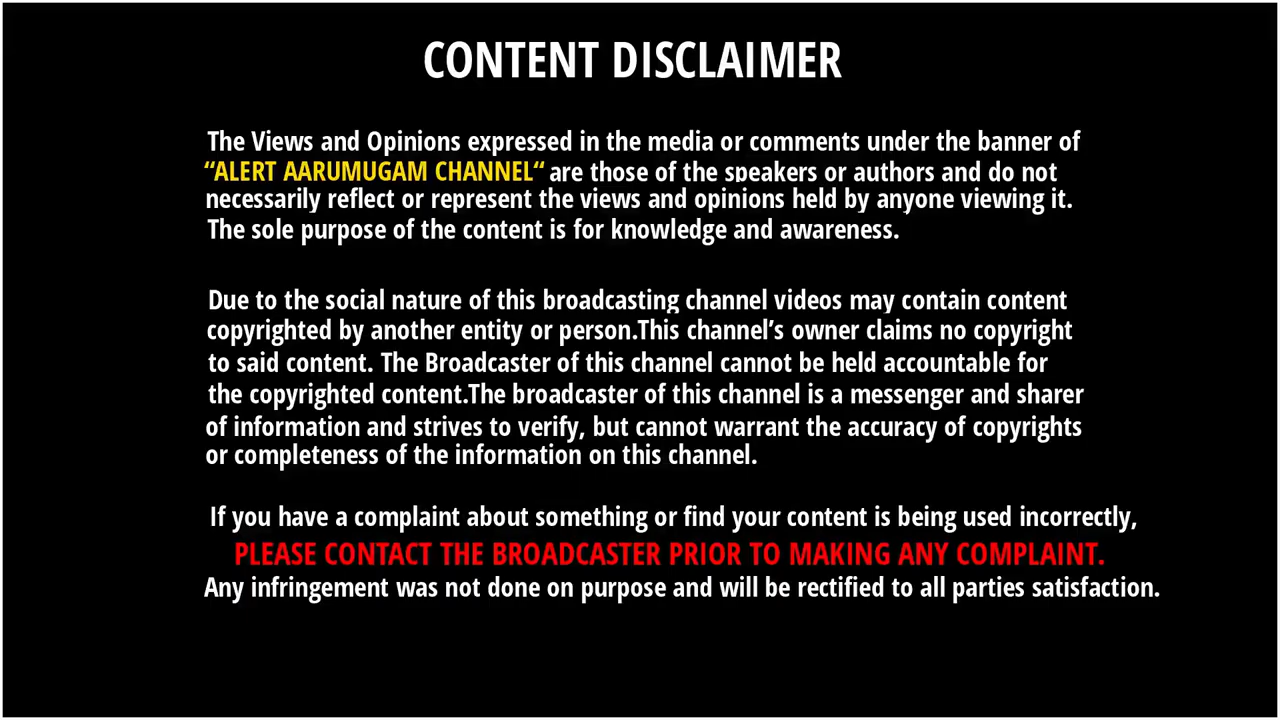 CONTENT DISCLAIMER
The Views and Opinions expressed in the media or comments under the banner of
“ALERT AARUMUGAM CHANNEL“ are those of the speakers or authors and do not
necessarily reflect or represent the views and opinions held by anyone viewing it.
The sole purpose of the content is for knowledge and awareness.
Due to the social nature of this broadcasting channel videos may contain content
copyrighted by another entity or person.This channel’s owner claims no copyright
to said content. The Broadcaster of this channel cannot be held accountable for
the copyrighted content.The broadcaster of this channel is a messenger and sharer
of information and strives to verify, but cannot warrant the accuracy of copyrights
or completeness of the information on this channel.
If you have a complaint about something or find your content is being used incorrectly,
PLEASE CONTACT THE BROADCASTER PRIOR TO MAKING ANY COMPLAINT.
Any infringement was not done on purpose and will be rectified to all parties satisfaction.